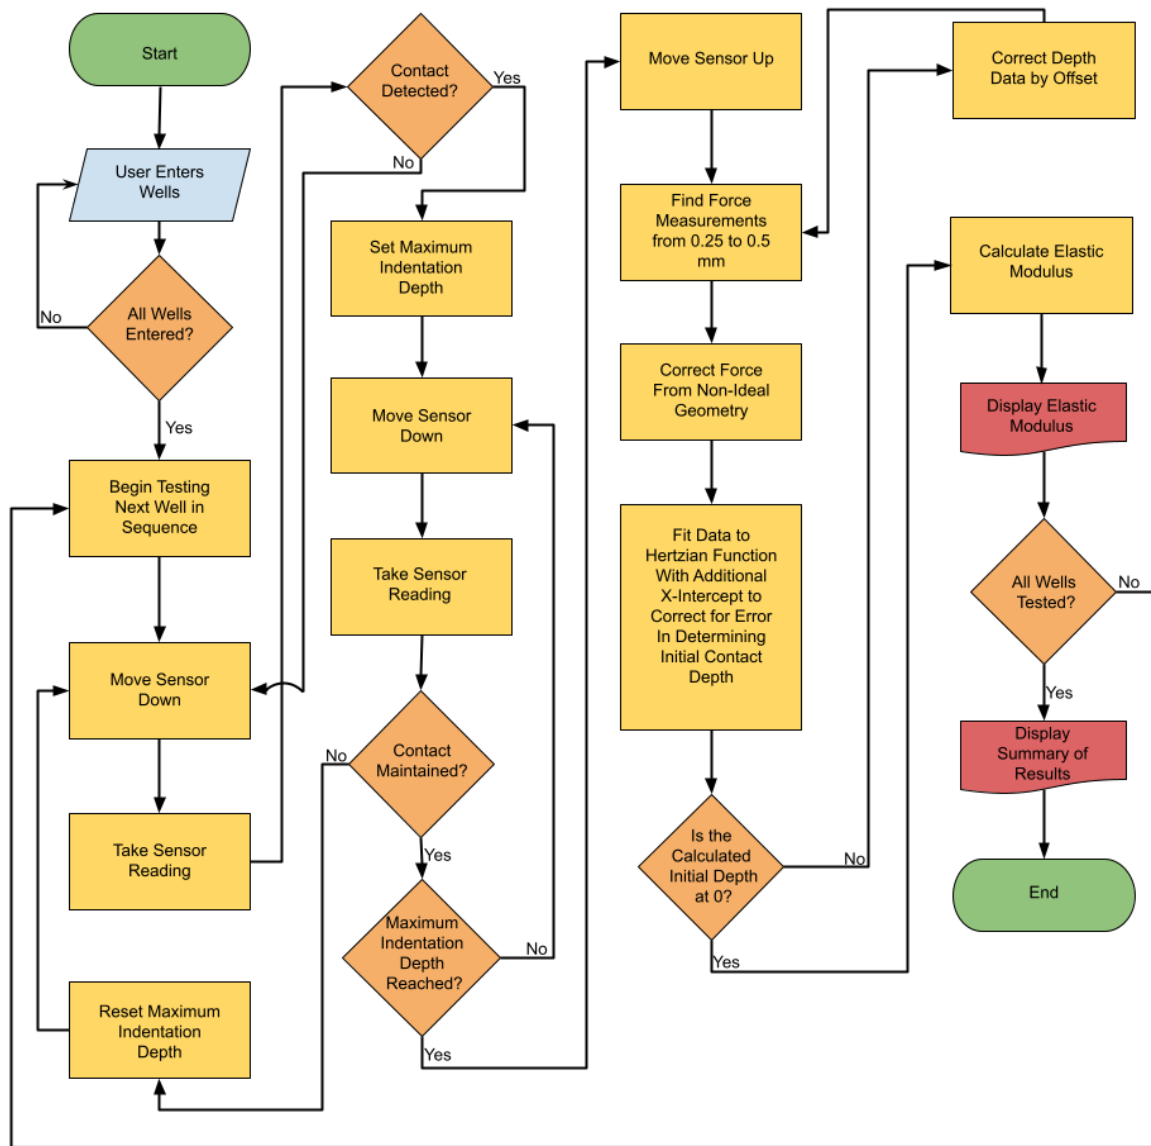 Start
User Enters
Wells
No
All Wells
Entered?
Yes
Begin Testing
Next Well in
Sequence
Move Sensor
Down
Take Sensor
Reading
Reset Maximum
Indentation
Depth
Contact
Detected?
Yes
No
Set Maximum
Indentation
Depth
Move Sensor
Down
Take Sensor
Reading
No
Contact
Maintained?
Yes
Maximum
Indentation
Depth
Reached?
No
Yes
Move Sensor Up
Find Force
Measurements
from 0.25 to 0.5
mm
Correct Force
From Non-Ideal
Geometry
Fit Data to
Hertzian Function
With Additional
X-Intercept to
Correct for Error
In Determining
Initial Contact
Depth
Is the
Calculated
Initial Depth
at 0?
No
Yes
Correct Depth
Data by Offset
Calculate Elastic
Modulus
Display Elastic
Modulus
All Wells
Tested?
No
Yes
Display
Summary of
Results
End